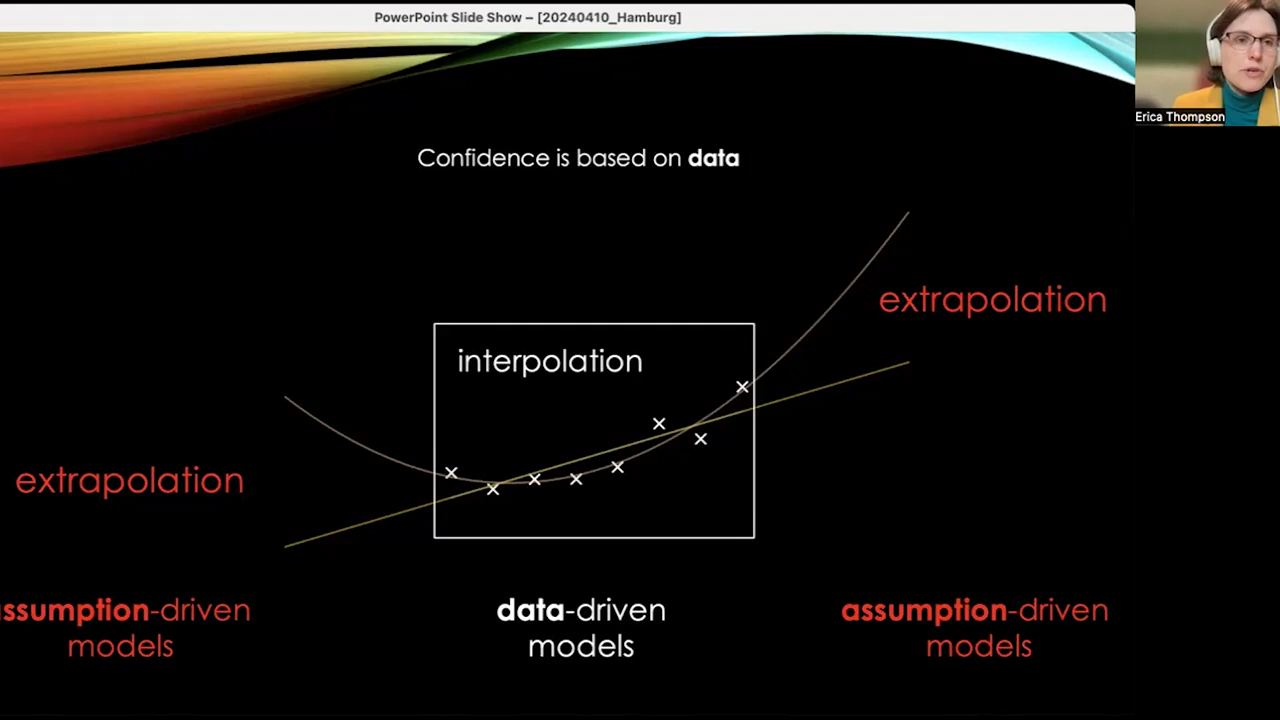 PowerPoint Slide Show – [20240410_Hamburg]
Erica Thompson
Confidence is based on data
extrapolation
interpolation
extrapolation
ssumption-driven
models
data-driven
models
assumption-driven
models